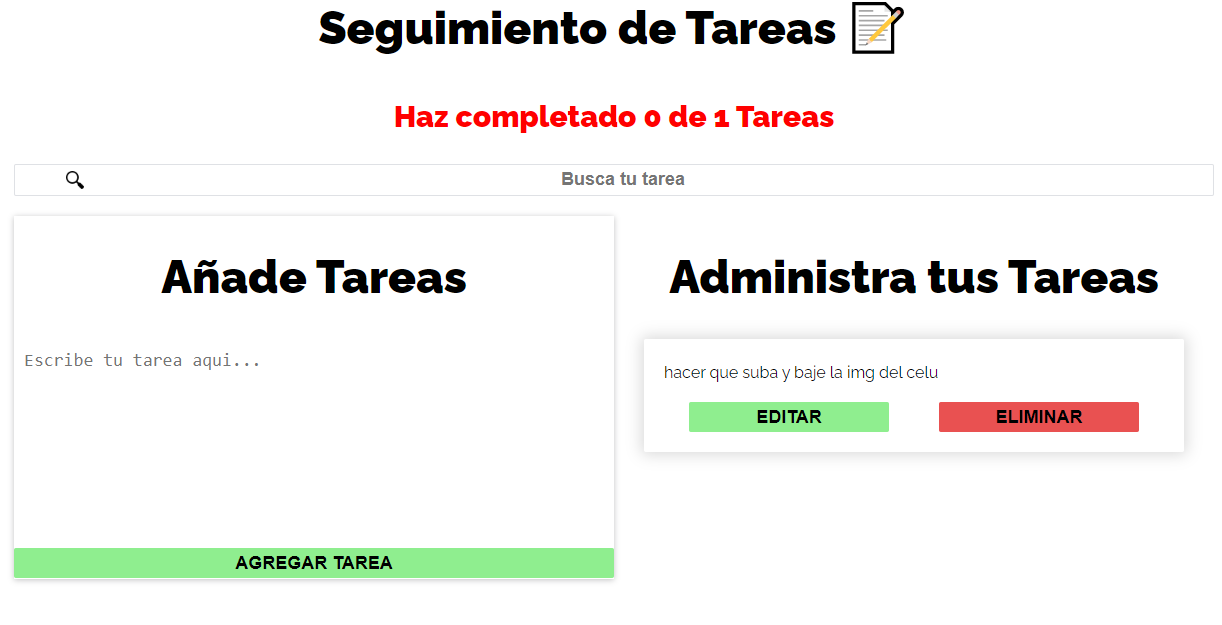 Seguimiento de Tareas 📝
Haz completado 0 de 1 Tareas
Busca tu tarea
Añade Tareas
Escribe tu tarea aqui...
AGREGAR TAREA
Administra tus Tareas
hacer que suba y baje la img del celu
EDITAR
ELIMINAR